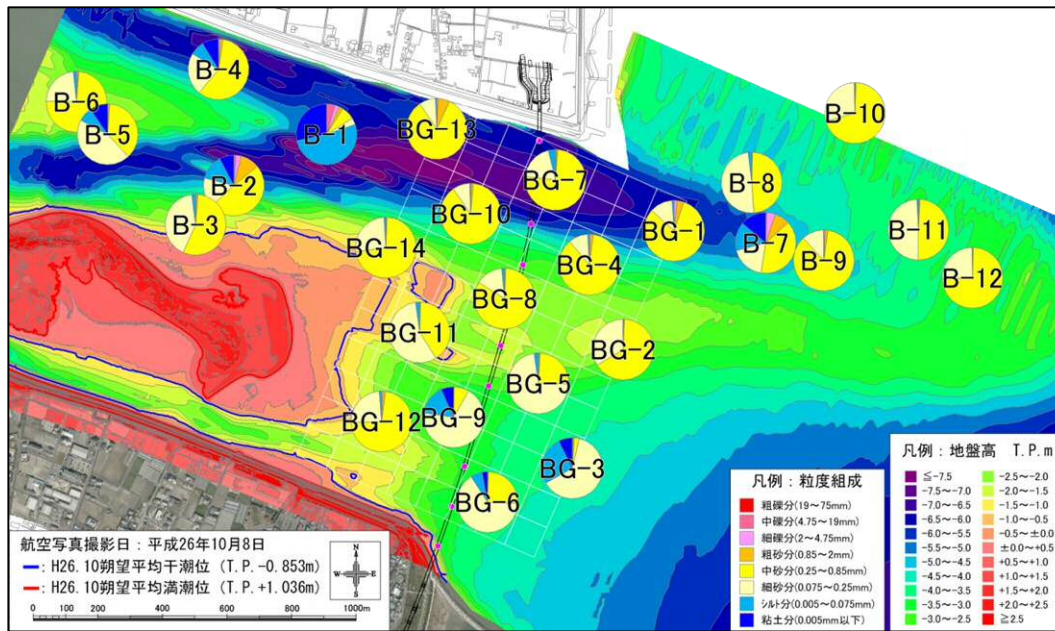 B-4
B-6
B-5
B-1
BG-13
B-10
B-2
BG-7
B-8
B-3
BG-10
BG-1
B-7
B-11
BG-14
BG-4
B-9
B-12
BG-8
BG-11
BG-2
BG-5
BG-12
BG-9
BG-3
BG-6
航空写真撮影日：平成26年10月8日
：H26.10朔望平均干潮位（T.P.-0.853m）
：H26.10朔望平均満潮位（T.P.+1.036m）
0 200 400 600 800 1000m
N
W
E
S
凡例：粒度組成
粗礫分(19～75mm)
中礫分(4.75～19mm)
細礫分(2～4.75mm)
粗砂分(0.85～2mm)
中砂分(0.25～0.85mm)
細砂分(0.075～0.25mm)
シルト分(0.005～0.075mm)
粘土分(0.005mm以下)
凡例：地盤高 T.P.m
≦-7.5
-7.5～-7.0
-7.0～-6.5
-6.5～-6.0
-6.0～-5.5
-5.5～-5.0
-5.0～-4.5
-4.5～-4.0
-4.0～-3.5
-3.5～-3.0
-3.0～-2.5
-2.5～-2.0
-2.0～-1.5
-1.5～-1.0
-1.0～-0.5
-0.5～±0.0
±0.0～+0.5
+0.5～+1.0
+1.0～+1.5
+1.5～+2.0
+2.0～+2.5
≧2.5